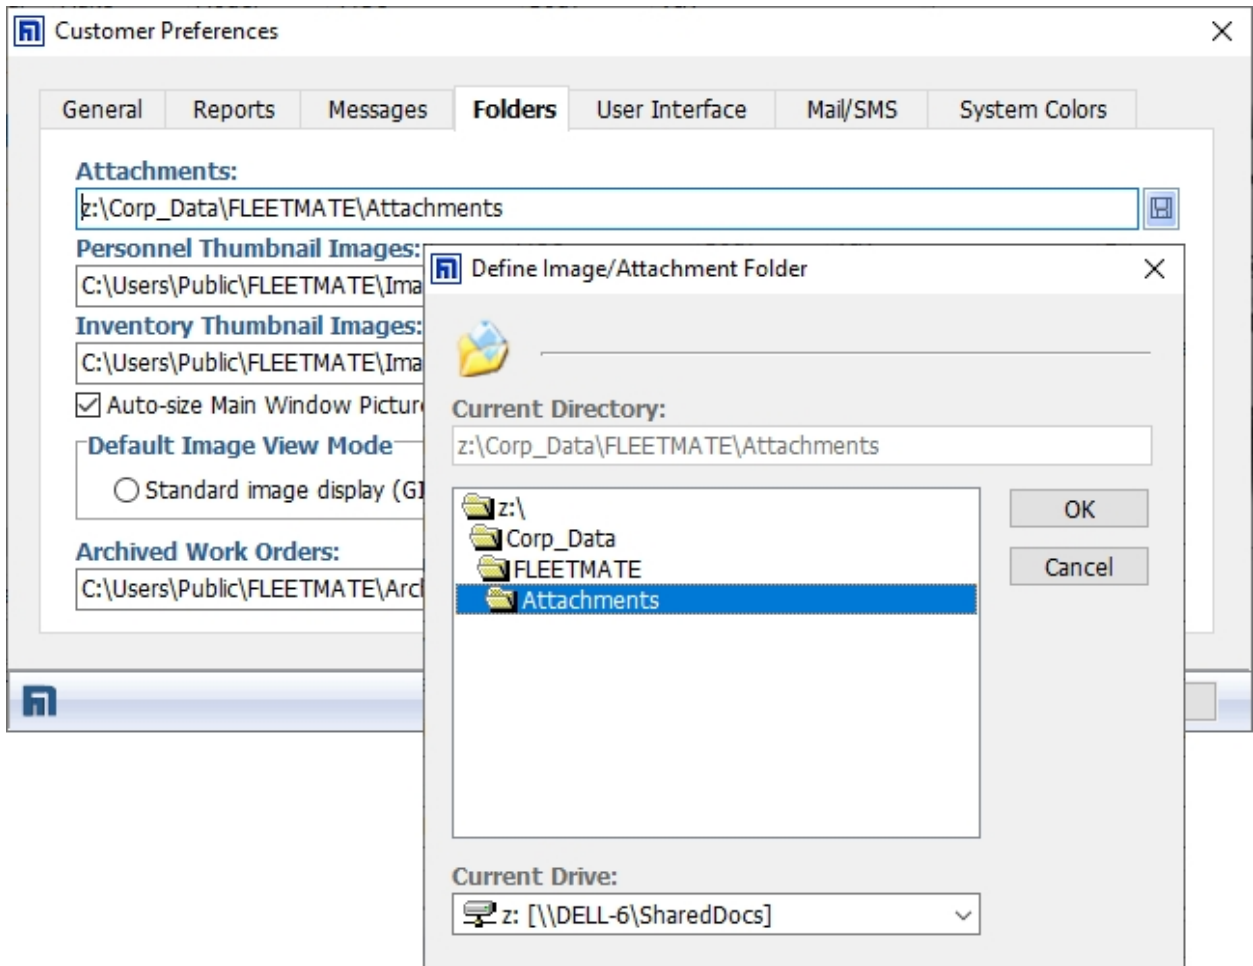 Customer Preferences
General Reports Messages Folders User Interface Mail/SMS System Colors
Attachments:
z:\Corp_Data\FLEETMATE\Attachments
Personnel Thumbnail Images:
C:\Users\Public\FLEETMATE\Ima
Inventory Thumbnail Images:
C:\Users\Public\FLEETMATE\Ima
Auto-size Main Window Picture
Default Image View Mode
Standard image display (GI
Archived Work Orders:
C:\Users\Public\FLEETMATE\Arc
Define Image/Attachment Folder
Current Directory:
z:\Corp_Data\FLEETMATE\Attachments
z:\
Corp_Data
FLEETMATE
Attachments
OK
Cancel
Current Drive:
z: [\\DELL-6\SharedDocs]